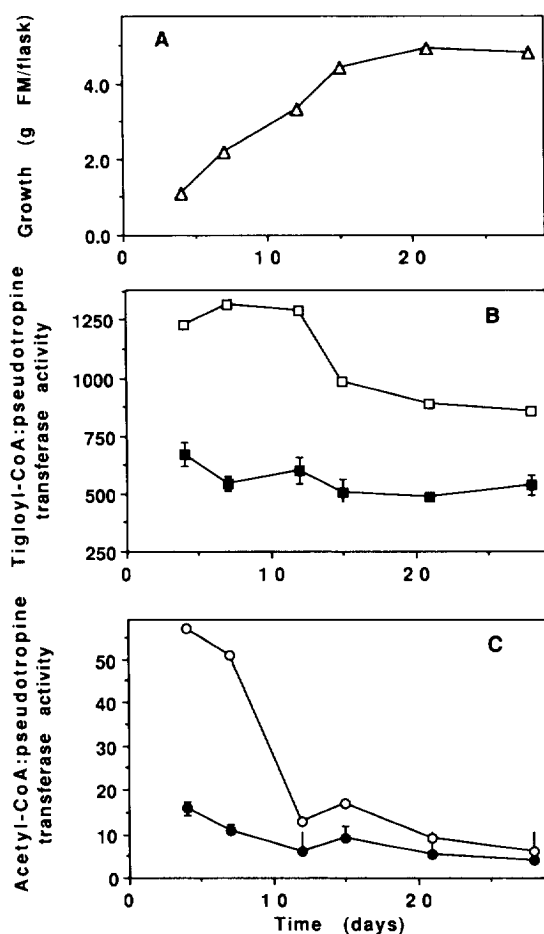 A
Growth (g FM/flask)
4.0
2.0
0.0
0
10
20
B
Tigloyl-CoA:pseudotropine
transferase activity
1250
1000
750
500
250
0
10
20
C
Acetyl-CoA:pseudotropine
transferase activity
50
40
30
20
10
0
0
10
20
Time (days)